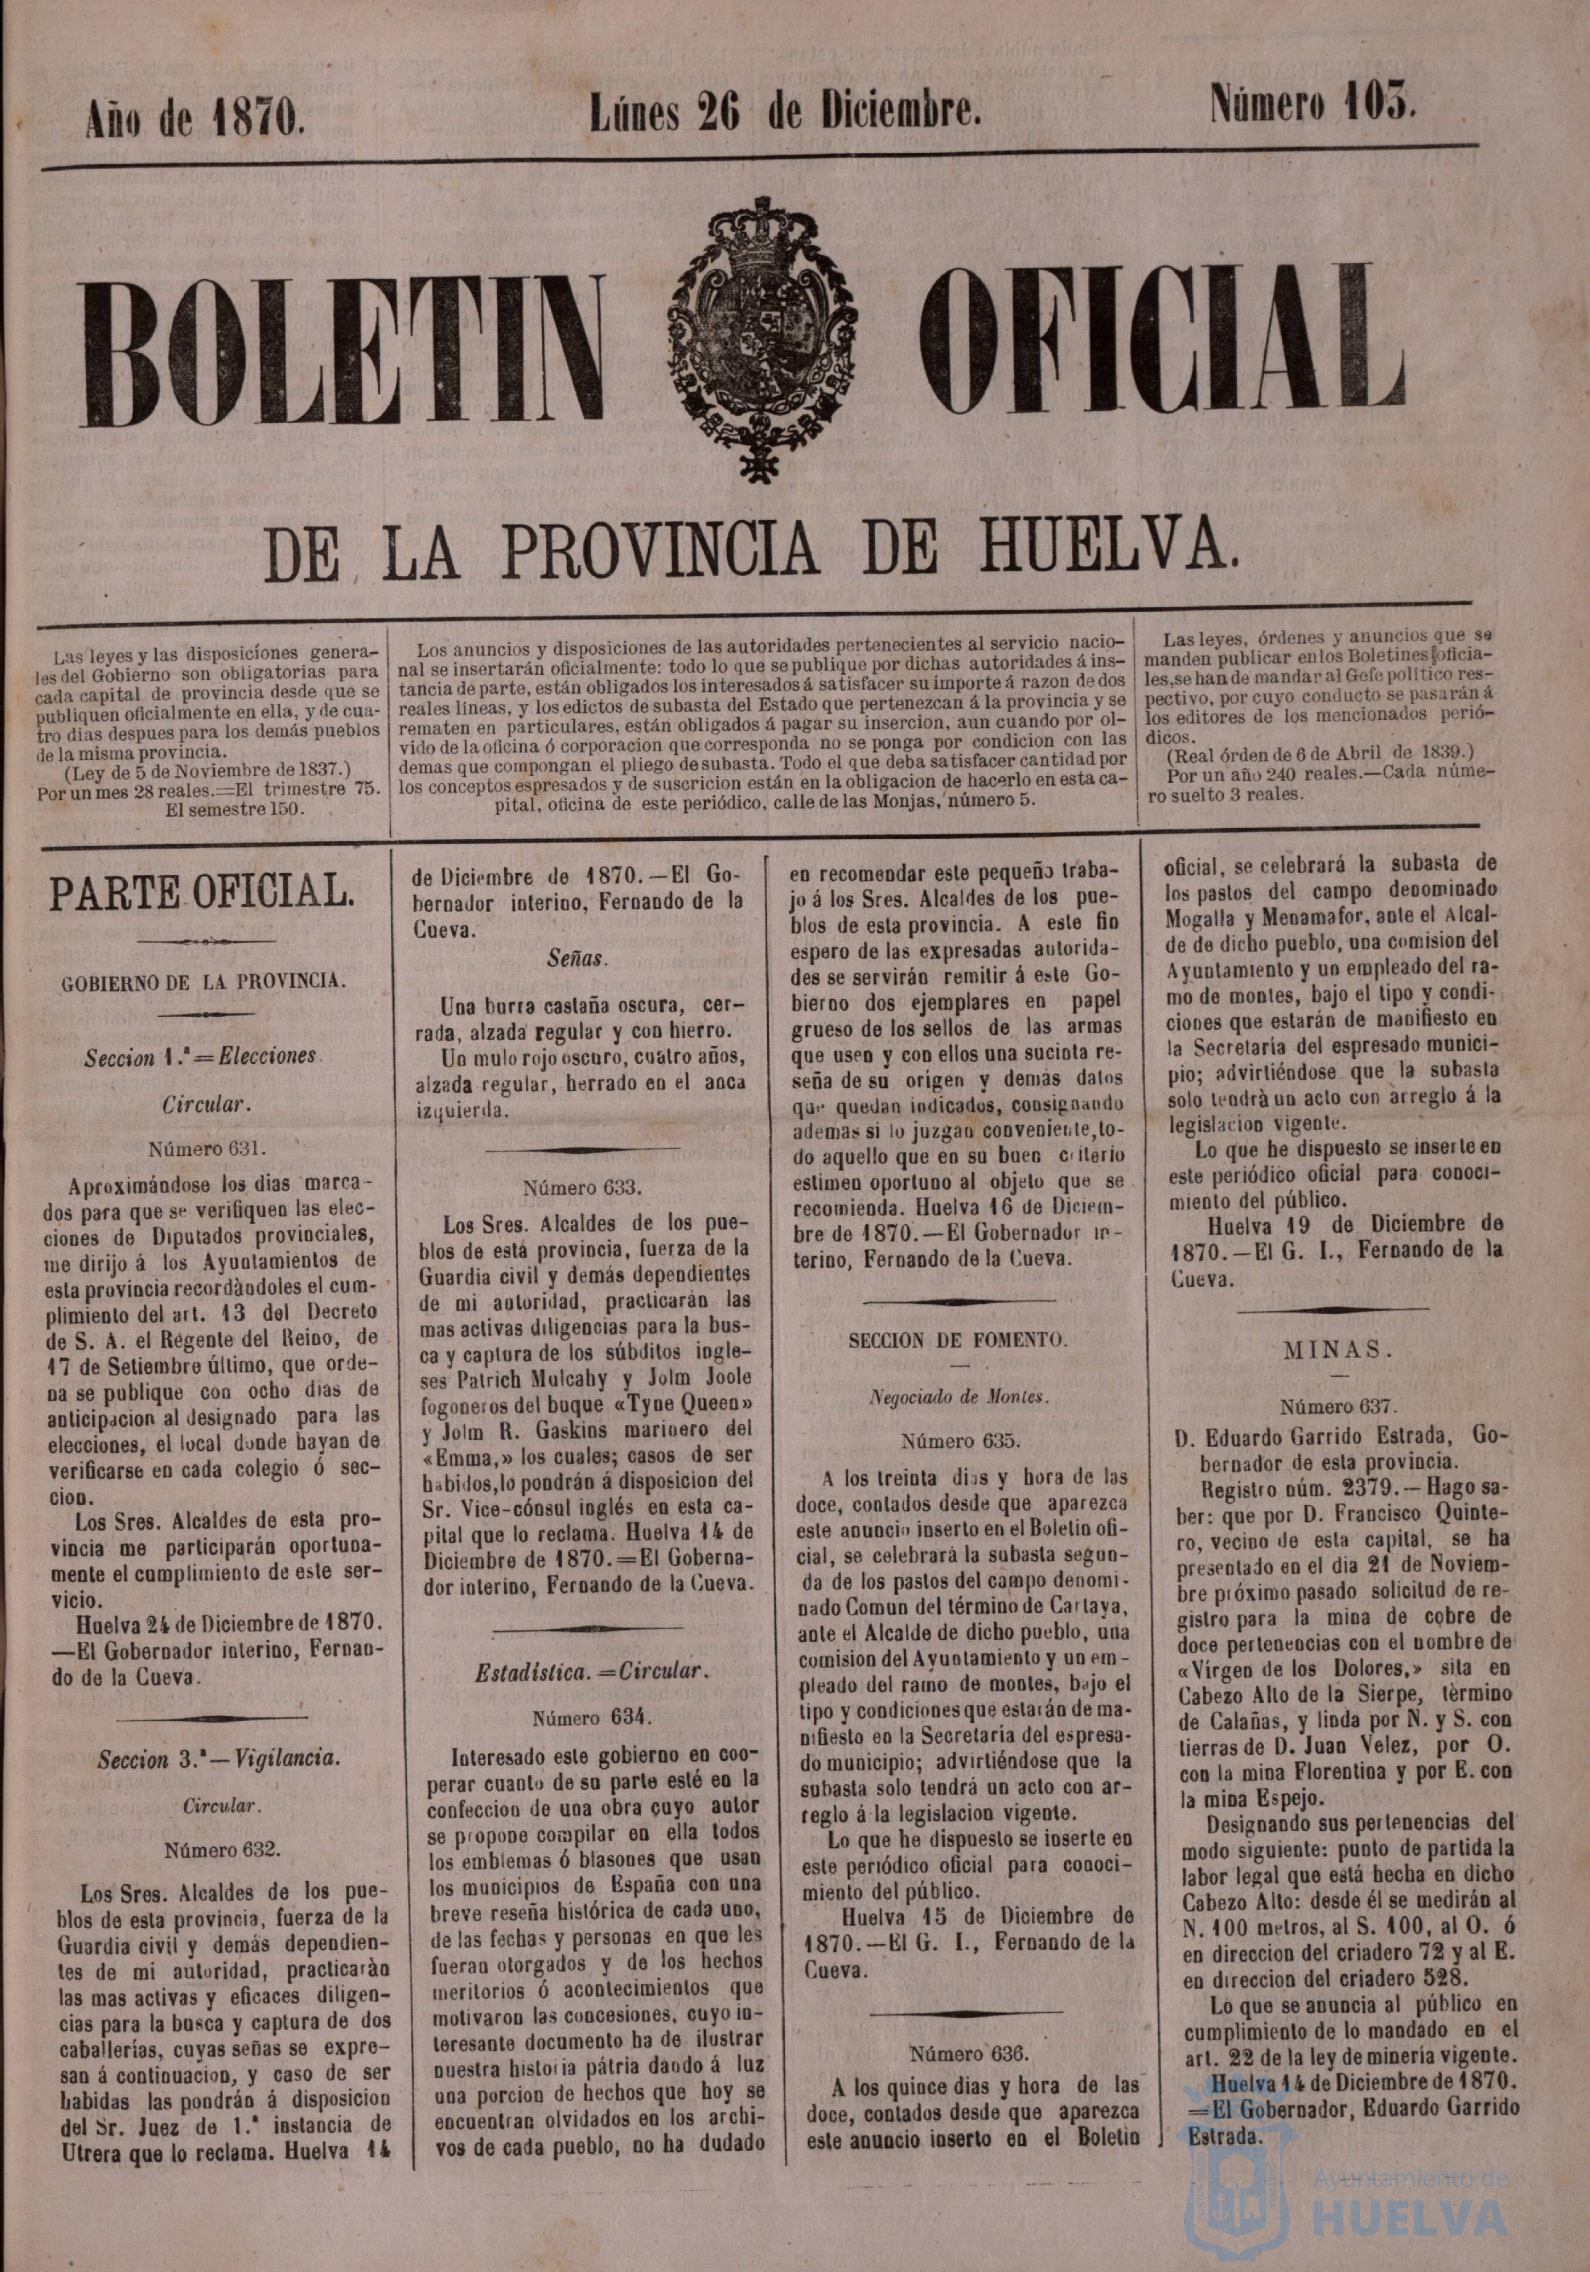 Año de 1870.
Lúnes 26 de Diciembre.
Número 103.
BOLETIN OFICIAL
DE LA PROVINCIA DE HUELVA.
Las leyes y las disposiciones genera-
les del Gobierno son obligatorias para
cada capital de provincia desde que se
publiquen oficialmente en ella, y de cua-
tro dias despues para los demás pueblos
de la misma provincia.
(Ley de 5 de Noviembre de 1837.)
Por un mes 28 reales.=El trimestre 75.
El semestre 150.
Los anuncios y disposiciones de las autoridades pertenecientes al servicio nacio-
nal se insertarán oficialmente: todo lo que se publique por dichas autoridades á ins-
tancia de parte, están obligados los interesados á satisfacer su importe á razon de dos
reales lineas, y los edictos de subasta del Estado que pertenezcan á la provincia y se
rematen en particulares, están obligados á pagar su insercion, aun cuando por ol-
vido de la oficina ó corporacion que corresponda no se ponga por condicion con las
demas que compongan el pliego de subasta. Todo el que deba satisfacer cantidad por
los conceptos espresados y de suscricion están en la obligacion de hacerlo en esta ca-
pital, oficina de este periódico, calle de las Monjas, número 5.
Las leyes, órdenes y anuncios que se
manden publicar en los Boletines oficia-
les, se han de mandar al Gefe político res-
pectivo, por cuyo conducto se pasarán á
los editores de los mencionados perió-
dicos.
(Real órden de 6 de Abril de 1839.)
Por un año 240 reales.—Cada núme-
ro suelto 3 reales.
PARTE OFICIAL.
GOBIERNO DE LA PROVINCIA.
Seccion 1.ª=Elecciones.
Circular.
Número 631.
Aproximándose los dias marca-
dos para que se verifiquen las elec-
ciones de Diputados provinciales,
me dirijo á los Ayuntamientos de
esta provincia recordàndoles el cum-
plimiento del art. 13 del Decreto
de S. A. el Regente del Reino, de
17 de Setiembre último, que orde-
na se publique con ocho dias de
anticipacion al designado para las
elecciones, el local donde hayan de
verificarse en cada colegio ó sec-
cion.
Los Sres. Alcaldes de esta pro-
vincia me participarán oportuna-
mente el cumplimiento de este ser-
vicio.
Huelva 24 de Diciembre de 1870.
—El Gobernador interino, Fernan-
do de la Cueva.
Seccion 3.ª—Vigilancia.
Circular.
Número 632.
Los Sres. Alcaldes de los pue-
blos de esta provincia, fuerza de la
Guardia civil y demás dependien-
tes de mi autoridad, practicaràn
las mas activas y eficaces diligen-
cias para la busca y captura de dos
caballerías, cuyas señas se expre-
san á continuacion, y caso de ser
habidas las pondrán á disposicion
del Sr. Juez de 1.ª instancia de
Utrera que lo reclama. Huelva 14
de Diciembre de 1870.—El Go-
bernador interino, Fernando de la
Cueva.
Señas.
Una burra castaña oscura, cer-
rada, alzada regular y con hierro.
Un mulo rojo oscuro, cuatro años,
alzada regular, herrado en el anca
izquierda.
Número 633.
Los Sres. Alcaldes de los pue-
blos de está provincia, fuerza de la
Guardia civil y demás dependientes
de mi autoridad, practicarán las
mas activas diligencias para la bus-
ca y captura de los súbditos ingle-
ses Patrich Mulcahy y Jolm Joole
fogoneros del buque «Tyne Queen»
y Jolm R. Gaskins marinero del
«Emma,» los cuales; casos de ser
habidos, lo pondrán á disposicion del
Sr. Vice-cónsul inglés en esta ca-
pital que lo reclama. Huelva 14 de
Diciembre de 1870.=El Goberna-
dor interino, Fernando de la Cueva.
Estadística.=Circular.
Número 634.
Interesado este gobierno en coo-
perar cuanto de su parte esté en la
confeccion de una obra cuyo autor
se propone compilar en ella todos
los emblemas ó blasones que usan
los municipios de España con una
breve reseña histórica de cada uno,
de las fechas y personas en que les
fueran otorgados y de los hechos
meritorios ó acontecimientos que
motivaron las concesiones, cuyo in-
teresante documento ha de ilustrar
nuestra historia pátria dando á luz
una porcion de hechos que hoy se
encuentran olvidados en los archi-
vos de cada pueblo, no ha dudado
en recomendar este pequeño traba-
jo á los Sres. Alcaldes de los pue-
blos de esta provincia. A este fin
espero de las expresadas autorida-
des se servirán remitir á este Go-
bierno dos ejemplares en papel
grueso de los sellos de las armas
que usen y con ellos una sucinta re-
seña de su orígen y demás datos
que quedan indicados, consignando
ademas si lo juzgan conveniente, to-
do aquello que en su buen criterio
estimen oportuno al objeto que se
recomienda. Huelva 16 de Diciem-
bre de 1870.—El Gobernador in-
terino, Fernando de la Cueva.
SECCION DE FOMENTO.
Negociado de Montes.
Número 635.
A los treinta dias y hora de las
doce, contados desde que aparezca
este anuncio inserto en el Boletin ofi-
cial, se celebrará la subasta segun-
da de los pastos del campo denomi-
nado Comun del término de Cartaya,
ante el Alcalde de dicho pueblo, una
comision del Ayuntamiento y un em-
pleado del ramo de montes, bajo el
tipo y condiciones que estarán de ma-
nifiesto en la Secretaría del espresa-
do municipio; advirtiéndose que la
subasta solo tendrá un acto con ar-
reglo á la legislacion vigente.
Lo que he dispuesto se inserte en
este periódico oficial para conoci-
miento del público.
Huelva 15 de Diciembre de
1870.—El G. I., Fernando de la
Cueva.
Número 636.
A los quince dias y hora de las
doce, contados desde que aparezca
este anuncio inserto en el Boletin
oficial, se celebrará la subasta de
los pastos del campo denominado
Mogalla y Menamafor, ante el Alcal-
de de dicho pueblo, una comision del
Ayuntamiento y un empleado del ra-
mo de montes, bajo el tipo y condi-
ciones que estarán de manifiesto en
la Secretaría del espresado munici-
pio; advirtiéndose que la subasta
solo tendrà un acto con arreglo á la
legislacion vigente.
Lo que he dispuesto se inserte en
este periódico oficial para conoci-
miento del público.
Huelva 19 de Diciembre de
1870.—El G. I., Fernando de la
Cueva.
MINAS.
Número 637.
D. Eduardo Garrido Estrada, Go-
bernador de esta provincia.
Registro núm. 2379.—Hago sa-
ber: que por D. Francisco Quinte-
ro, vecino de esta capital, se ha
presentado en el dia 21 de Noviem-
bre próximo pasado solicitud de re-
gistro para la mina de cobre de
doce pertenencias con el nombre de
«Vírgen de los Dolores,» sita en
Cabezo Alto de la Sierpe, tèrmino
de Calañas, y linda por N. y S. con
tierras de D. Juan Velez, por O.
con la mina Florentina y por E. con
la mina Espejo.
Designando sus pertenencias del
modo siguiente: punto de partida la
labor legal que está hecha en dicho
Cabezo Alto: desde él se medirán al
N. 100 metros, al S. 100, al O. ó
en direccion del criadero 72 y al E.
en direccion del criadero 528.
Lo que se anuncia al público en
cumplimiento de lo mandado en el
art. 22 de la ley de minería vigente.
Huelva 14 de Diciembre de 1870.
=El Gobernador, Eduardo Garrido
Estrada.
Ayuntamiento de
HUELVA